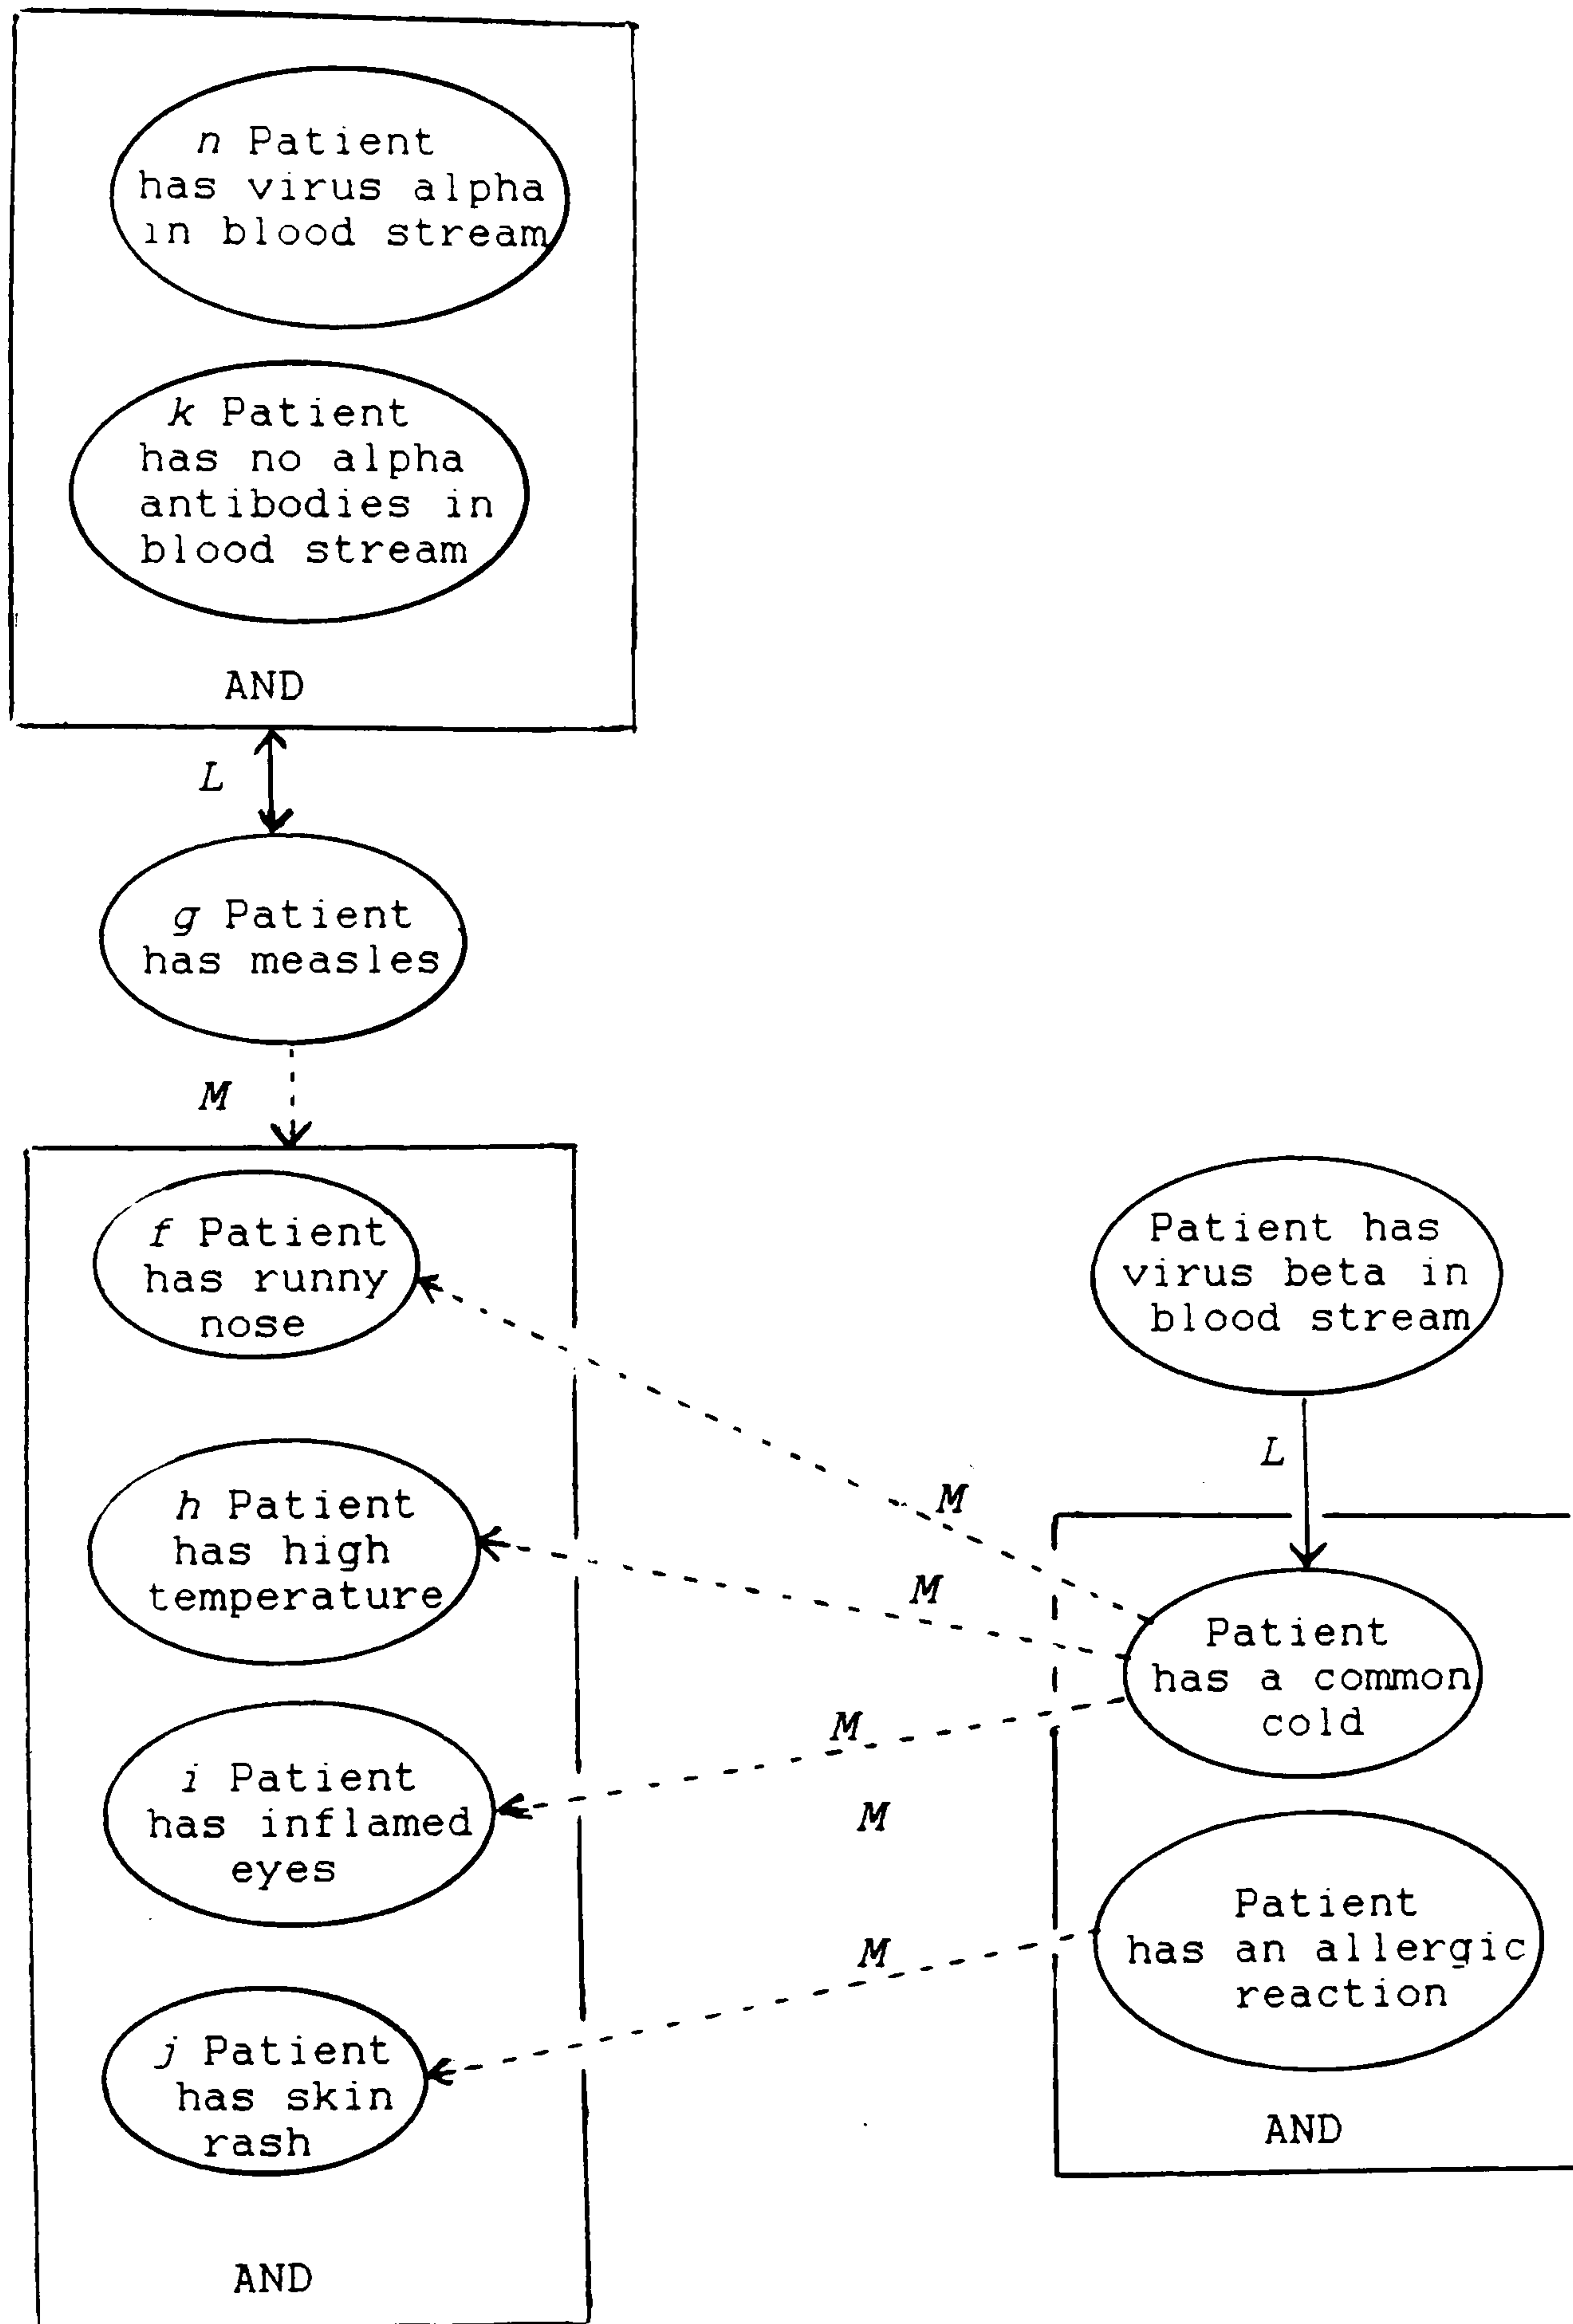 n Patient
has virus alpha
in blood stream
k Patient
has no alpha
antibodies in
blood stream
AND
L
g Patient
has measles
M
f Patient
has runny
nose
h Patient
has high
temperature
i Patient
has inflamed
eyes
j Patient
has skin
rash
AND
Patient has
virus beta in
blood stream
L
M
M
M
M
M
Patient
has a common
cold
Patient
has an allergic
reaction
AND